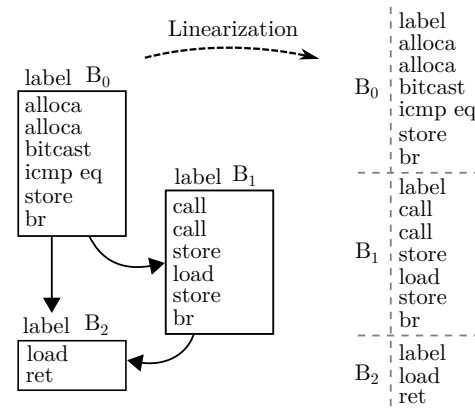 Linearization
label B0
alloca
alloca
bitcast
icmp eq
store
br
label B1
call
call
store
load
store
br
label B2
load
ret
B0
label
alloca
alloca
bitcast
icmp eq
store
br
B1
label
call
call
store
load
store
br
B2
label
load
ret